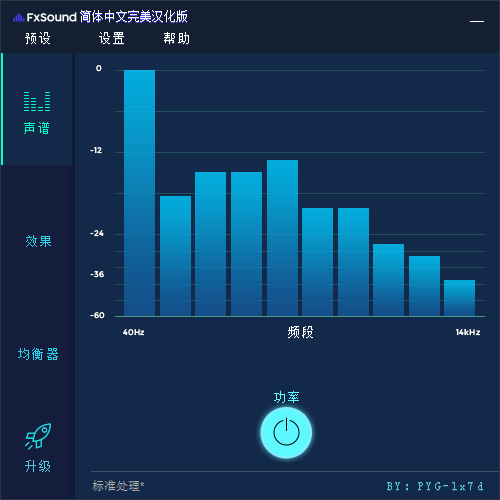 FxSound 简体中文完美汉化版
预设 设置 帮助
声谱
效果
均衡器
升级
0
-12
-24
-36
-60
40Hz 频段 14kHz
功率
标准处理*
BY: PYG-lx7d